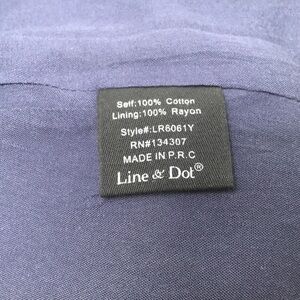 Self:100% Cotton
Lining:100% Rayon
Style#:LR6061Y
RN#134307
MADE IN P.R.C
Line & Dot®